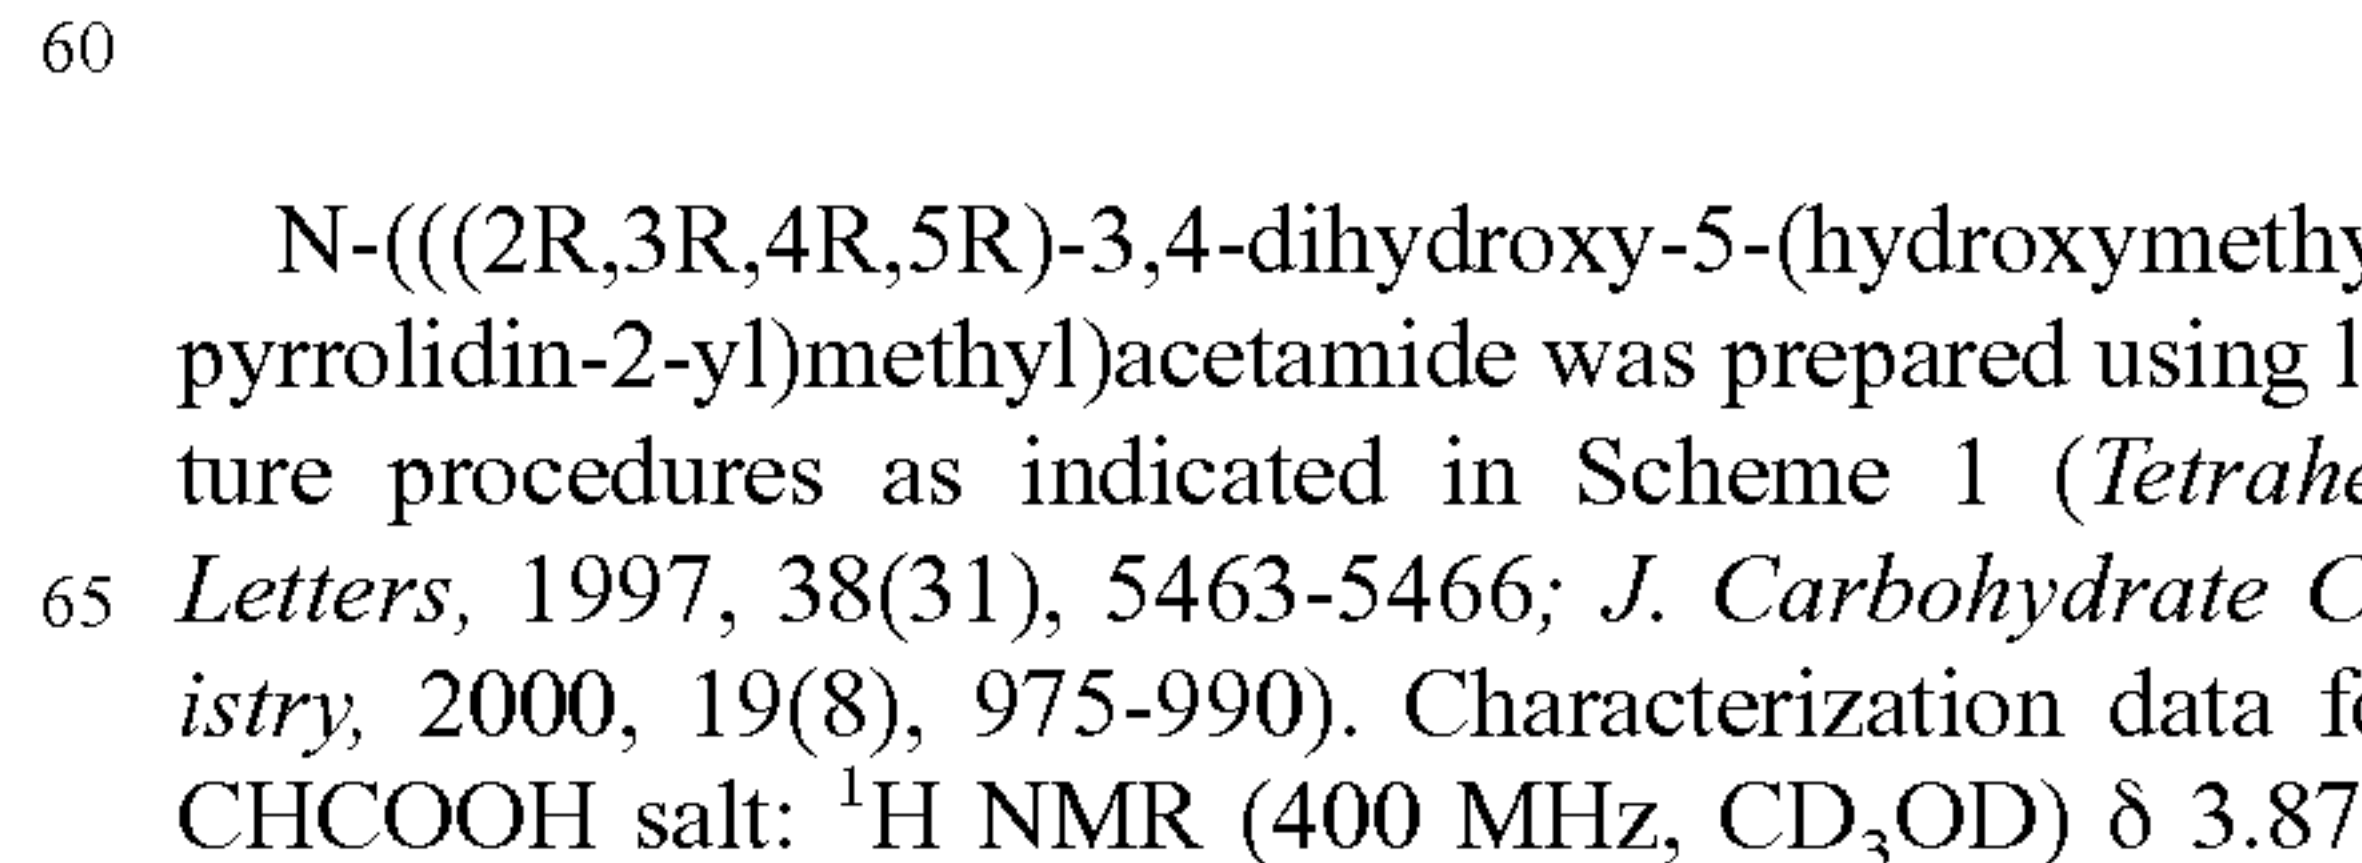 60
N-(((2R,3R,4R,5R)-3,4-dihydroxy-5-(hydroxymethy
pyrrolidin-2-yl)methyl)acetamide was prepared using
ture procedures as indicated in Scheme 1 (Tetrahe
65 Letters, 1997, 38(31), 5463-5466; J. Carbohydrate C
istry, 2000, 19(8), 975-990). Characterization data fo
CHCOOH salt: ¹H NMR (400 MHz, CD₃OD) δ 3.87